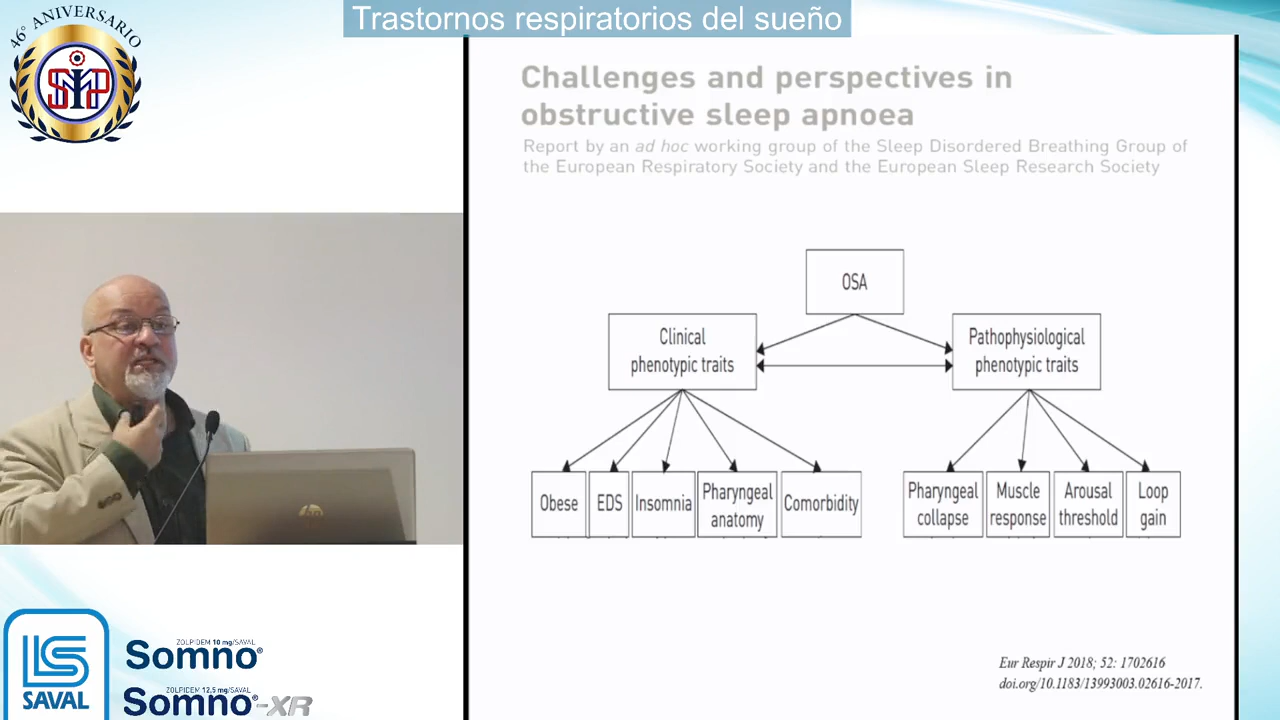 Trastornos respiratorios del sueño
46° ANIVERSARIO
Challenges and perspectives in
obstructive sleep apnoea
Report by an ad hoc working group of the Sleep Disordered Breathing Group of
the European Respiratory Society and the European Sleep Research Society
OSA
Clinical
phenotypic traits
Pathophysiological
phenotypic traits
Obese
EDS
Insomnia
Pharyngeal
anatomy
Comorbidity
Pharyngeal
collapse
Muscle
response
Arousal
threshold
Loop
gain
hp
SAVAL
ZOLPIDEM 10 mg/SAVAL
Somno®
ZOLPIDEM 12,5 mg/SAVAL
Somno®-XR
Eur Respir J 2018; 52: 1702616
doi.org/10.1183/13993003.02616-2017.